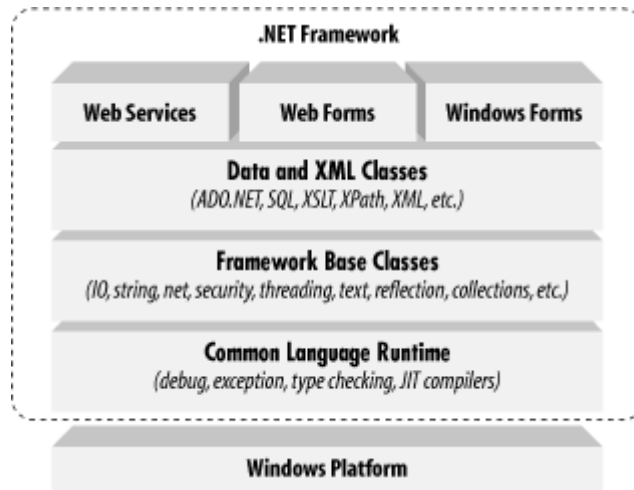 .NET Framework
Web Services
Web Forms
Windows Forms
Data and XML Classes
(ADO.NET, SQL, XSLT, XPath, XML, etc.)
Framework Base Classes
(IO, string, net, security, threading, text, reflection, collections, etc.)
Common Language Runtime
(debug, exception, type checking, JIT compilers)
Windows Platform